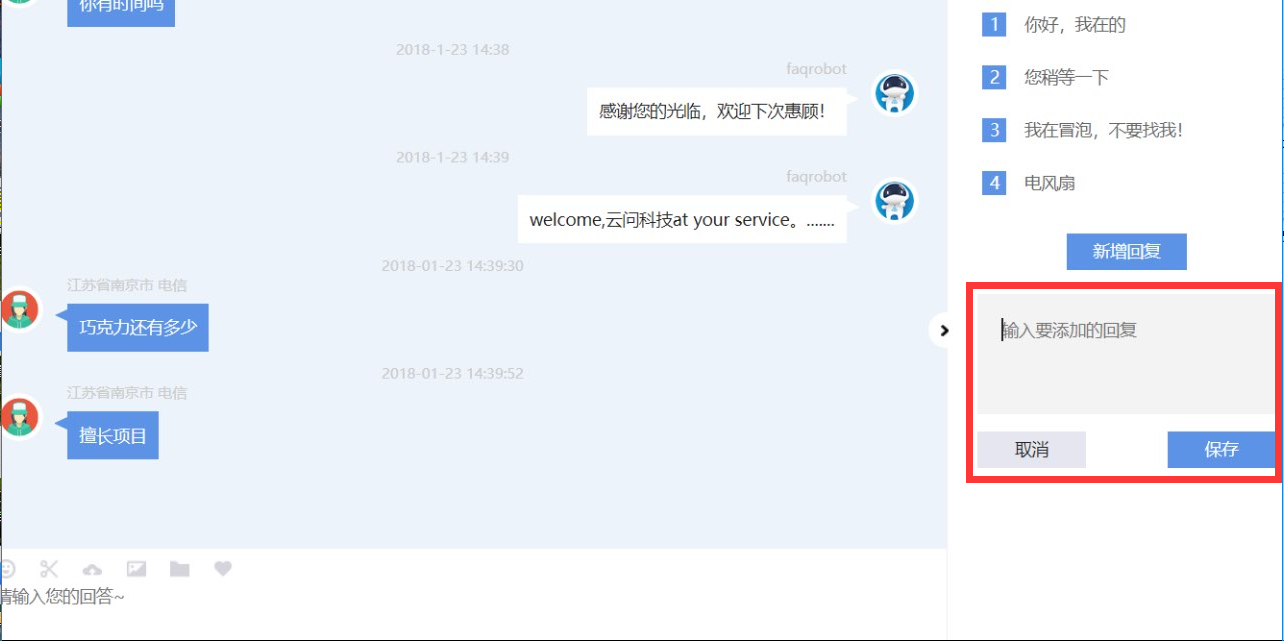 你有时间吗
2018-1-23 14:38
faqrobot
感谢您的光临，欢迎下次惠顾！
2018-1-23 14:39
faqrobot
welcome,云问科技at your service。.......
2018-01-23 14:39:30
江苏省南京市 电信
巧克力还有多少
2018-01-23 14:39:52
江苏省南京市 电信
擅长项目
请输入您的回答~
1 你好，我在的
2 您稍等一下
3 我在冒泡，不要找我！
4 电风扇
新增回复
输入要添加的回复
取消
保存